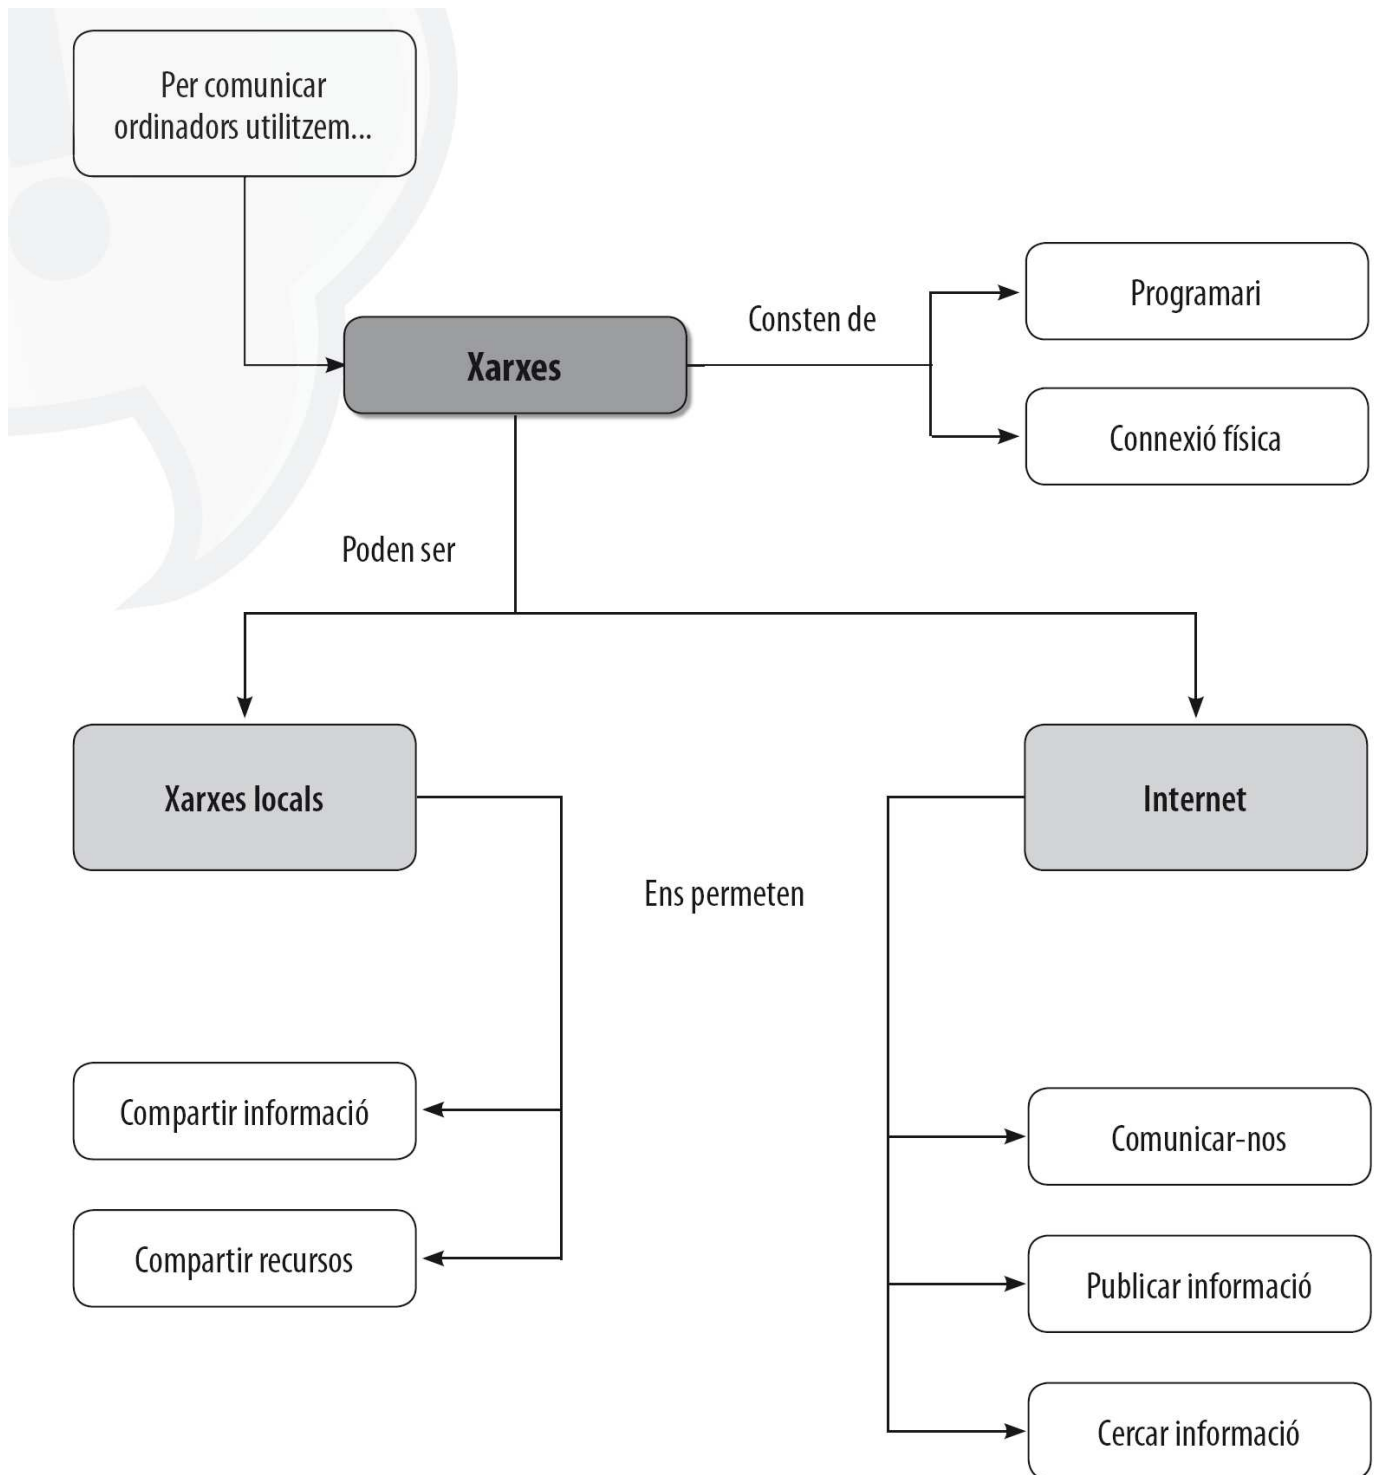 Per comunicar
ordinadors utilitzem...
Programari
Consten de
Xarxes
Connexió física
Poden ser
Xarxes locals
Internet
Ens permeten
Compartir informació
Comunicar-nos
Compartir recursos
Publicar informació
Cercar informació